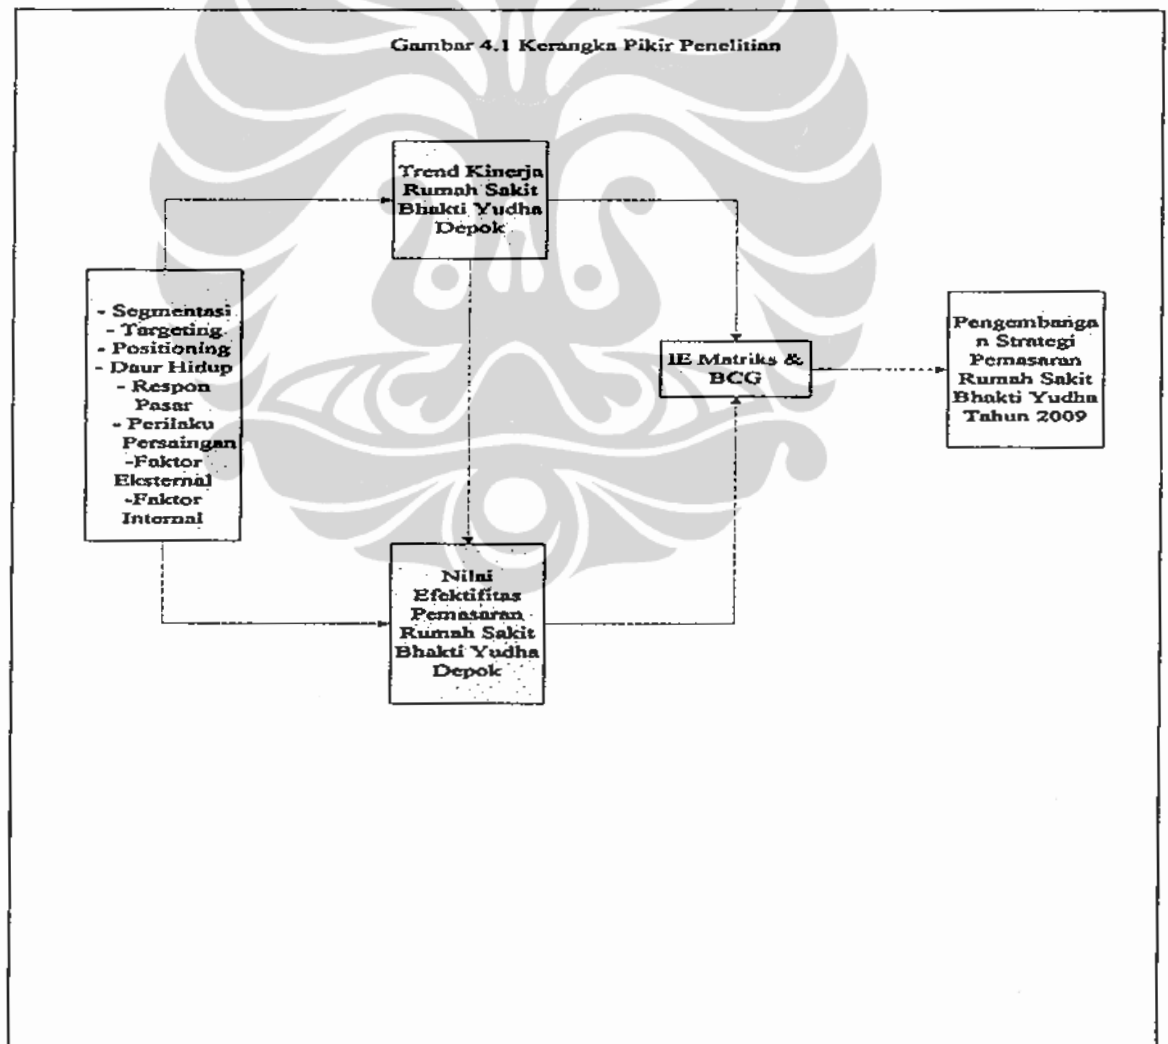 Gambar 4.1 Kerangka Pikir Penelitian
Trend Kinerja
Rumah Sakit
Bhakti Yudha
Depok
- Segmentasi
- Targeting
- Positioning
- Daur Hidup
- Respon
Pasar
- Perilaku
Persaingan
-Faktor
Eksternal
-Faktor
Internal
IE Matriks &
BCG
Pengembanga
n Strategi
Pemasaran
Rumah Sakit
Bhakti Yudha
Tahun 2009
Nilai
Efektifitas
Pemasaran
Rumah Sakit
Bhakti Yudha
Depok